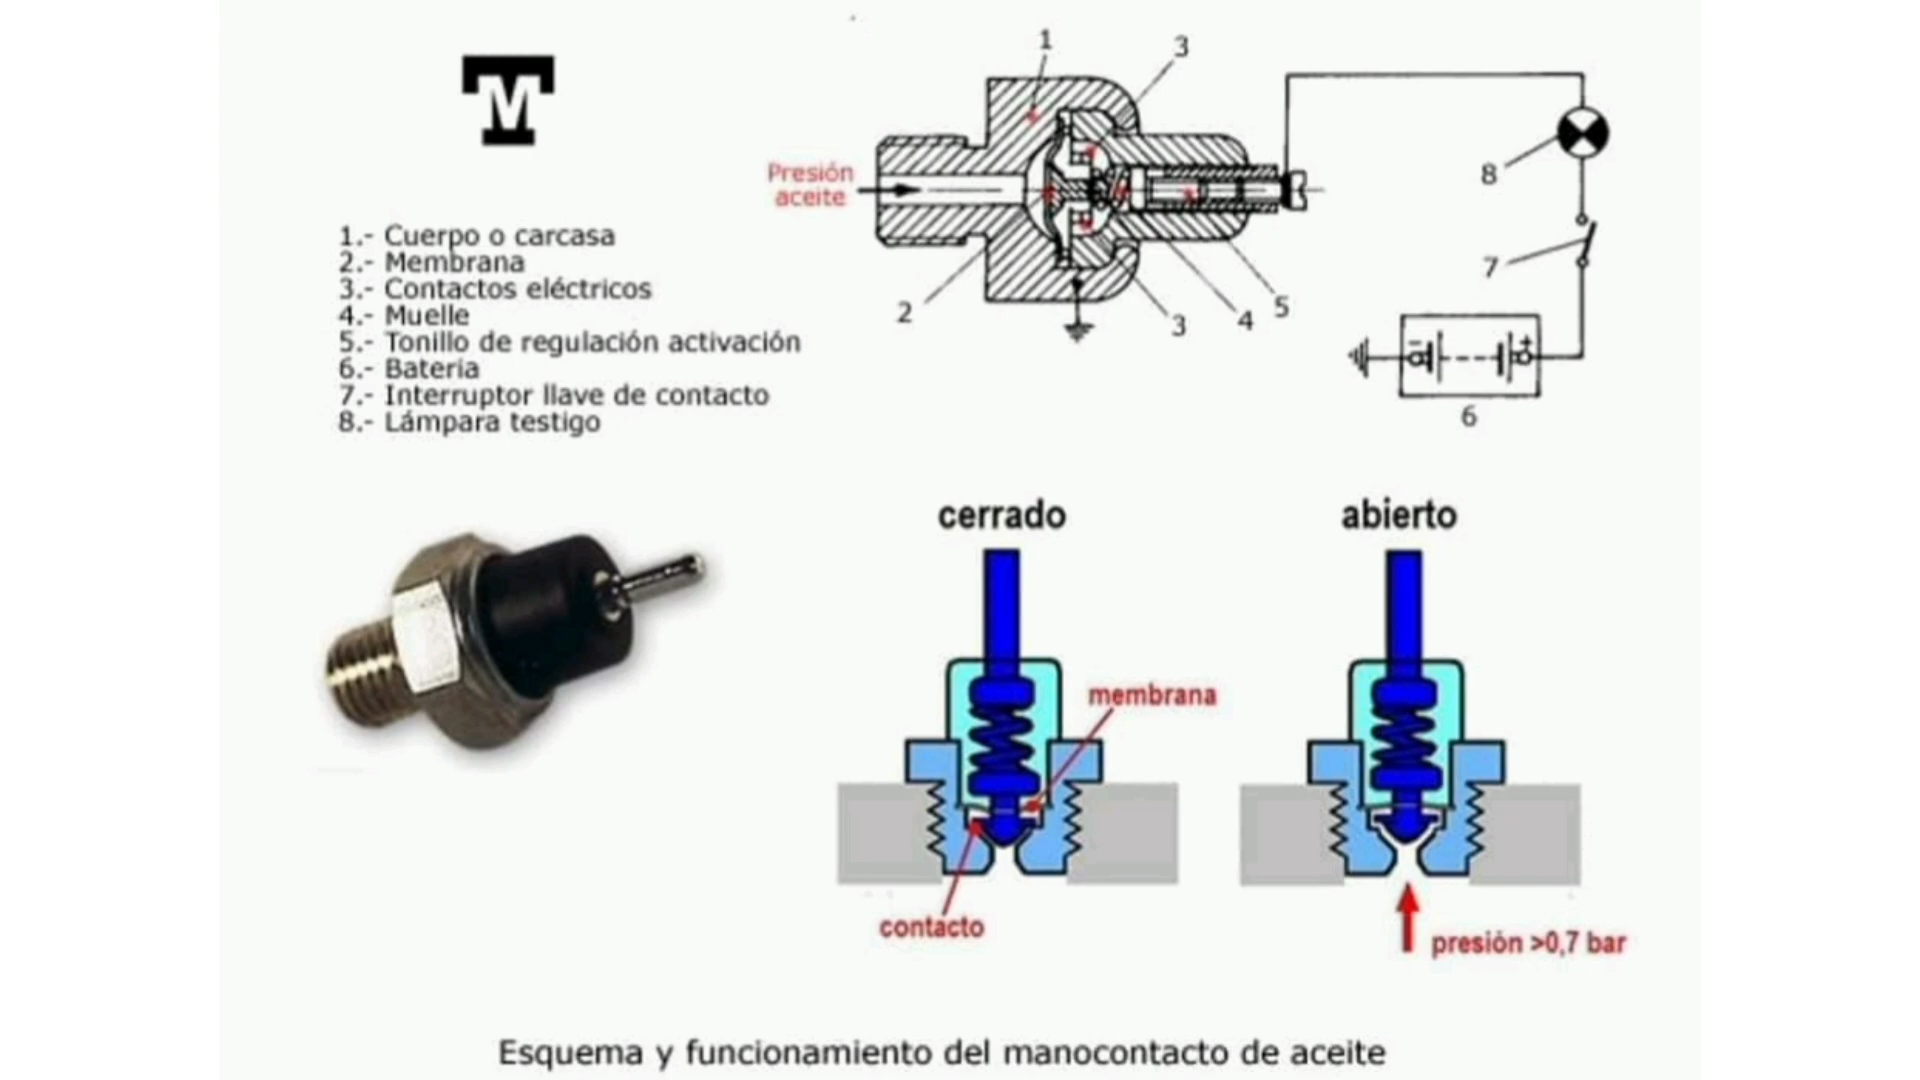 TM
1
3
Presión
aceite
8
7
2
3
4
5
- +
6
1.- Cuerpo o carcasa
2.- Membrana
3.- Contactos eléctricos
4.- Muelle
5.- Tonillo de regulación activación
6.- Bateria
7.- Interruptor llave de contacto
8.- Lámpara testigo
cerrado
abierto
membrana
contacto
presión >0,7 bar
Esquema y funcionamiento del manocontacto de aceite